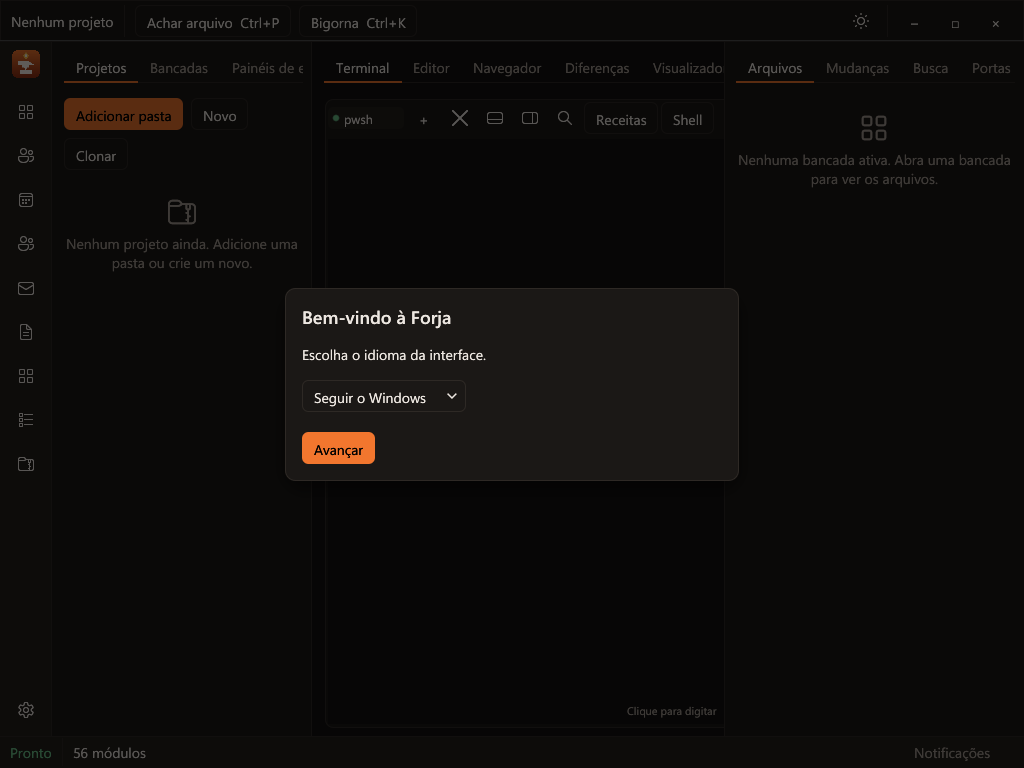 Nenhum projeto
Achar arquivo Ctrl+P
Bigorna Ctrl+K
Projetos
Bancadas
Painéis de e
Terminal
Editor
Navegador
Diferenças
Visualizado
Arquivos
Mudanças
Busca
Portas
Adicionar pasta
Novo
Clonar
pwsh
Receitas
Shell
Nenhum projeto ainda. Adicione uma
pasta ou crie um novo.
Nenhuma bancada ativa. Abra uma bancada
para ver os arquivos.
Bem-vindo à Forja
Escolha o idioma da interface.
Seguir o Windows
Avançar
Clique para digitar
Pronto
56 módulos
Notificações